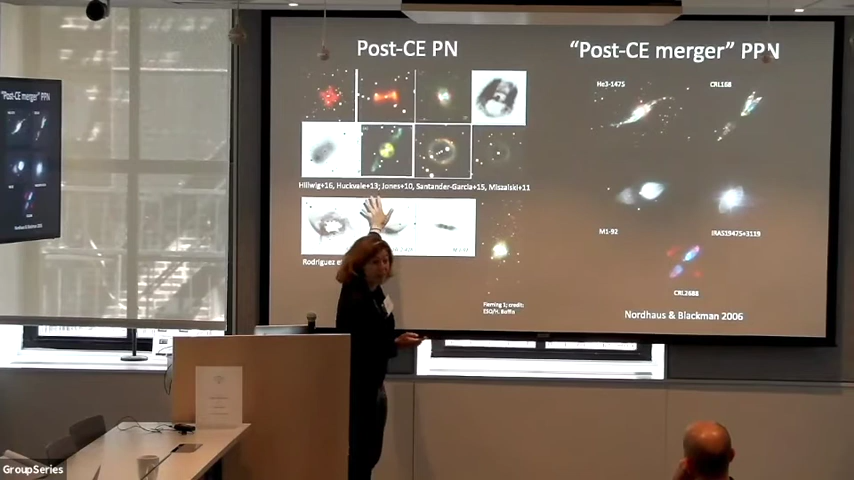 Post-CE PN
"Post-CE merger" PPN
He3-1475
CRL168
Hillwig+16, Huckvale+13; Jones+10, Santander-Garcia+15, Miszalski+11
M1-92
IRAS19475+3119
Rodriguez
CRL2688
Fleming 1; credit:
ESO/H. Boffin
Nordhaus & Blackman 2006
"Post-CE merger" PPN
GroupSeries